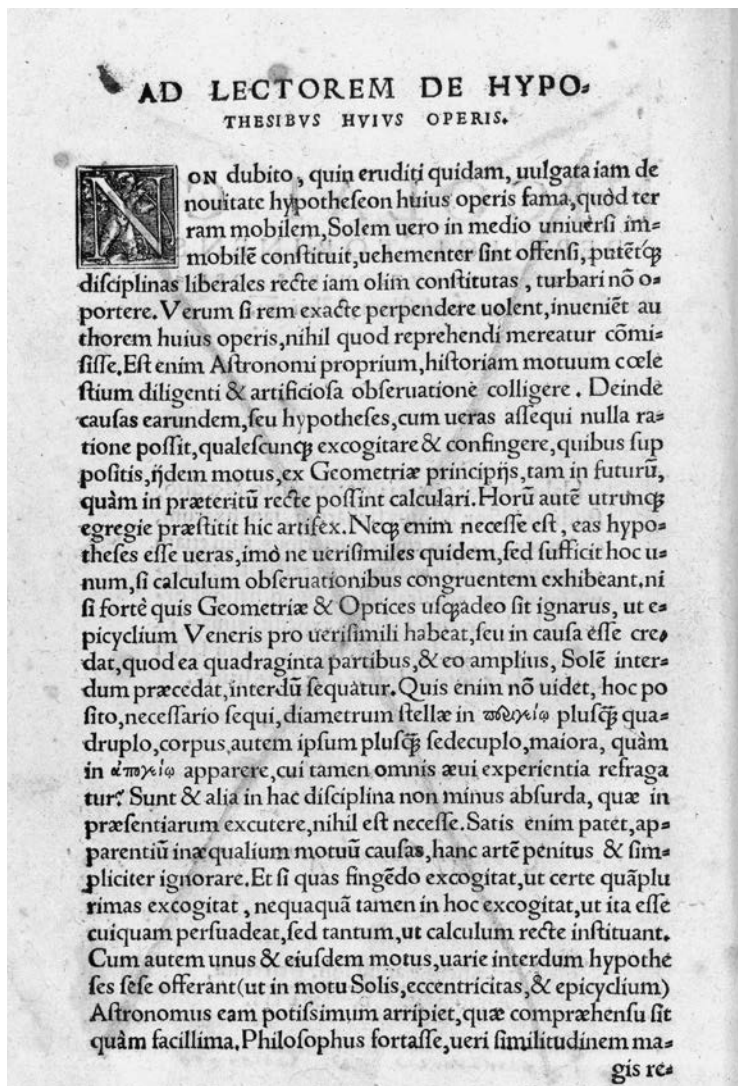 AD LECTOREM DE HYPO-
THESIBVS HVIVS OPERIS.
NON dubito, quin eruditi quidam, uulgata iam de
nouitate hypotheſeon huius operis fama, quòd ter
ram mobilem, Solem uero in medio uniuerſi im-
mobilẽ conſtituit, uehementer ſint offenſi, putẽtq́;
diſciplinas liberales recte iam olim conſtitutas, turbari nõ o-
portere. Verum ſi rem exacte perpendere uolent, inueniẽt au
thorem huius operis, nihil quod reprehendi mereatur cõmi-
ſiſſe. Eſt enim Aſtronomi proprium, hiſtoriam motuum cœle
ſtium diligenti & artificioſa obſeruatione colligere. Deinde
cauſas earundem, ſeu hypotheſes, cum ueras aſſequi nulla ra-
tione poſſit, qualeſcunq; excogitare & confingere, quibus ſup
poſitis, ijdem motus, ex Geometriæ principijs, tam in futurũ,
quàm in præteritũ recte poſſint calculari. Horũ autẽ utrunq;
egregie præſtitit hic artifex. Neq; enim neceſſe eſt, eas hypo-
theſes eſſe ueras, imò ne ueriſimiles quidem, ſed ſufficit hoc u-
num, ſi calculum obſeruationibus congruentem exhibeant, ni
ſi fortè quis Geometriæ & Optices uſq;adeo ſit ignarus, ut e-
picyclium Veneris pro ueriſimili habeat, ſeu in cauſa eſſe cre-
dat, quod ea quadraginta partibus, & eo amplius, Solẽ inter-
dum præcedat, interdũ ſequatur. Quis enim nõ uidet, hoc po
ſito, neceſſario ſequi, diametrum ſtellæ in περιγείῳ pluſq̃; qua-
druplo, corpus autem ipſum pluſq̃; ſedecuplo, maiora, quàm
in ἀπογείῳ apparere, cui tamen omnis æui experientia refraga
tur? Sunt & alia in hac diſciplina non minus abſurda, quæ in
præſentiarum excutere, nihil eſt neceſſe. Satis enim patet, ap-
parentiũ inæqualium motuũ cauſas, hanc artẽ penitus & ſim-
pliciter ignorare. Et ſi quas fingẽdo excogitat, ut certe quãplu
rimas excogitat, nequaquã tamen in hoc excogitat, ut ita eſſe
cuiquam perſuadeat, ſed tantum, ut calculum recte inſtituant.
Cum autem unus & eiuſdem motus, uarie interdum hypothe
ſes ſeſe offerant (ut in motu Solis, eccentricitas, & epicyclium)
Aſtronomus eam potiſſimum arripiet, quæ compræhenſu ſit
quàm facillima. Philoſophus fortaſſe, ueri ſimilitudinem ma-
gis re-